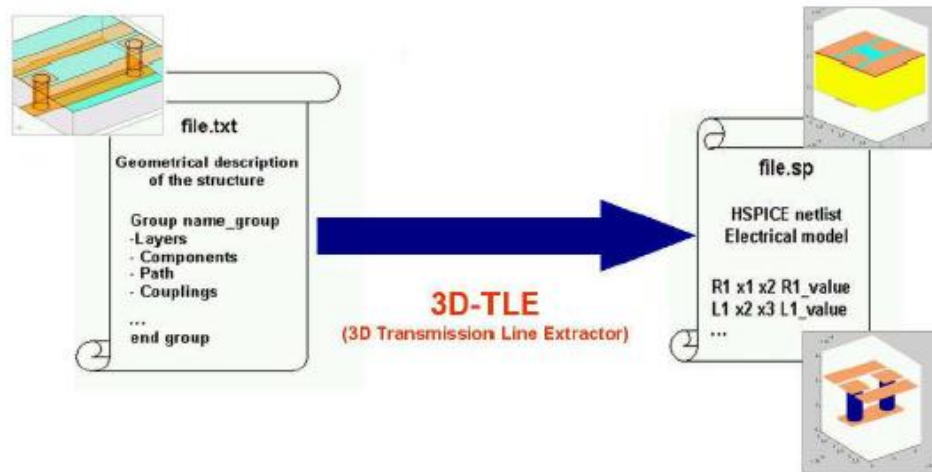 file.txt
Geometrical description
of the structure
Group name_group
-Layers
- Components
- Path
- Couplings
...
end group
3D-TLE
(3D Transmission Line Extractor)
file.sp
HSPICE netlist
Electrical model
R1 x1 x2 R1_value
L1 x2 x3 L1_value
...